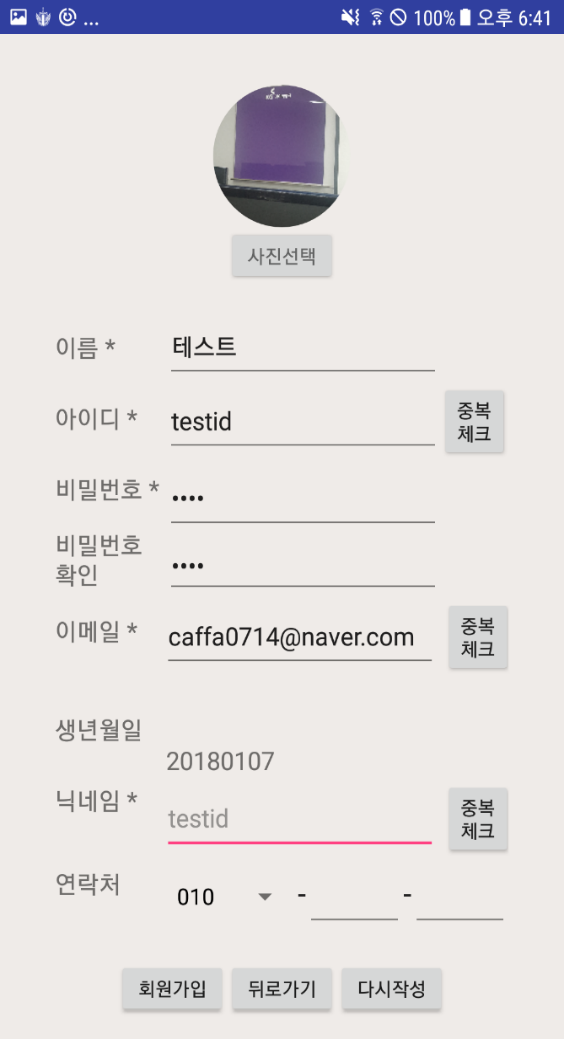 ... 100% 오후 6:41
사진선택
이름 * 테스트
아이디 * testid 중복
체크
비밀번호 * ••••
비밀번호
확인 ••••
이메일 * caffa0714@naver.com 중복
체크
생년월일
20180107
닉네임 * testid 중복
체크
연락처 010 - -
회원가입 뒤로가기 다시작성